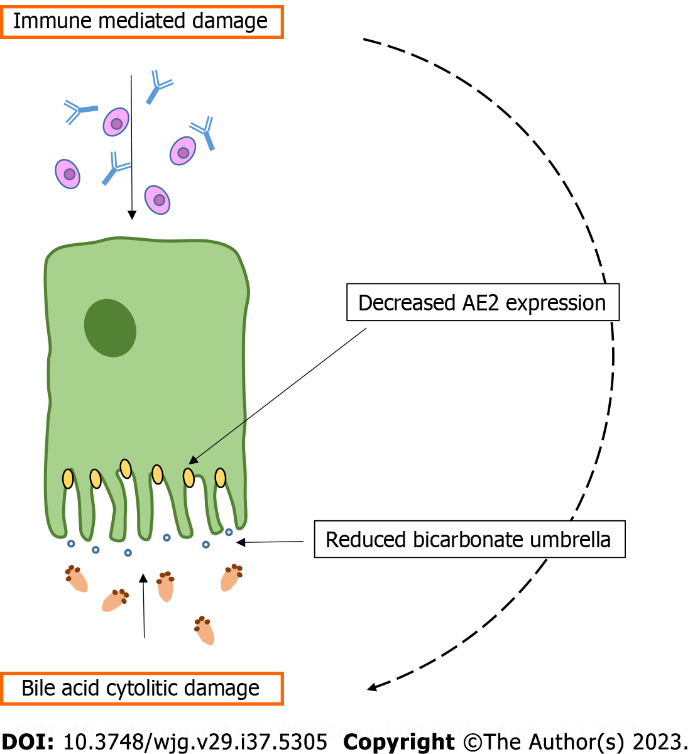 Immune mediated damage
Decreased AE2 expression
Reduced bicarbonate umbrella
Bile acid cytolitic damage
DOI: 10.3748/wjg.v29.i37.5305 Copyright ©The Author(s) 2023.